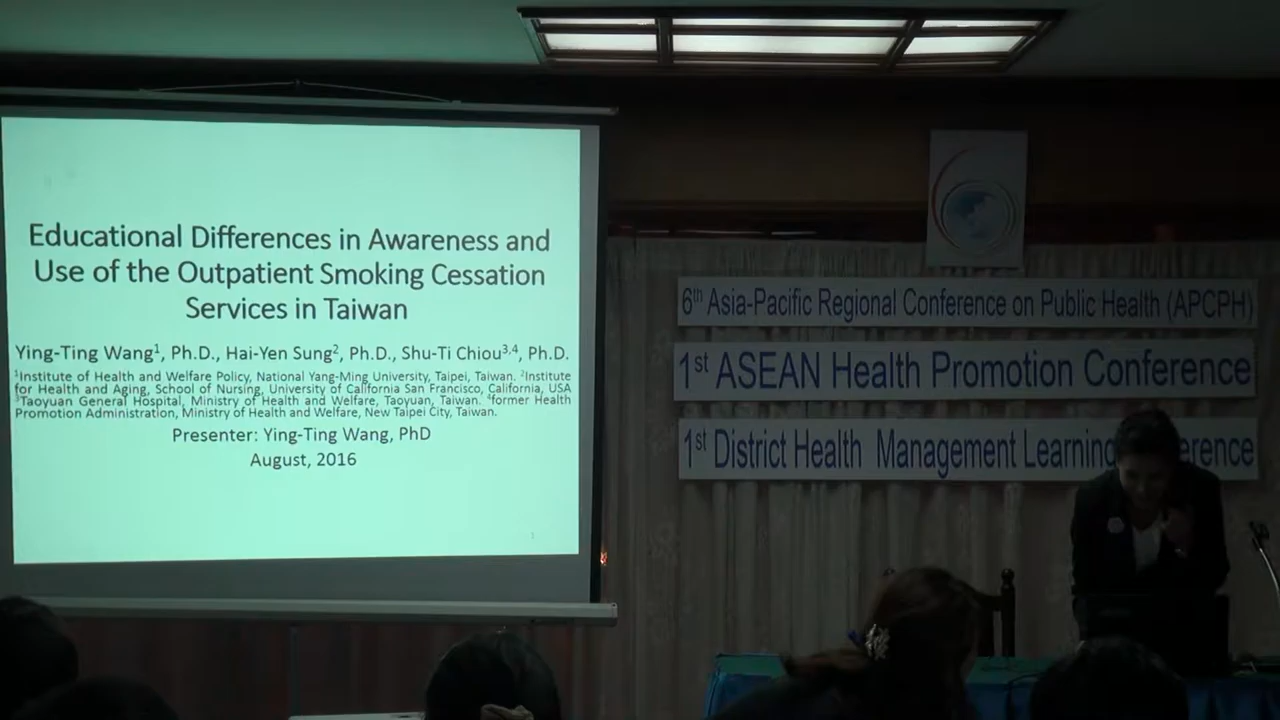 Educational Differences in Awareness and
Use of the Outpatient Smoking Cessation
Services in Taiwan
Ying-Ting Wang1, Ph.D., Hai-Yen Sung2, Ph.D., Shu-Ti Chiou3,4, Ph.D.
1Institute of Health and Welfare Policy, National Yang-Ming University, Taipei, Taiwan. 2Institute
for Health and Aging, School of Nursing, University of California San Francisco, California, USA
3Taoyuan General Hospital, Ministry of Health and Welfare, Taoyuan, Taiwan. 4former Health
Promotion Administration, Ministry of Health and Welfare, New Taipei City, Taiwan.
Presenter: Ying-Ting Wang, PhD
August, 2016
1
6th Asia-Pacific Regional Conference on Public Health (APCPH)
1st ASEAN Health Promotion Conference
1st District Health Management Learning erence